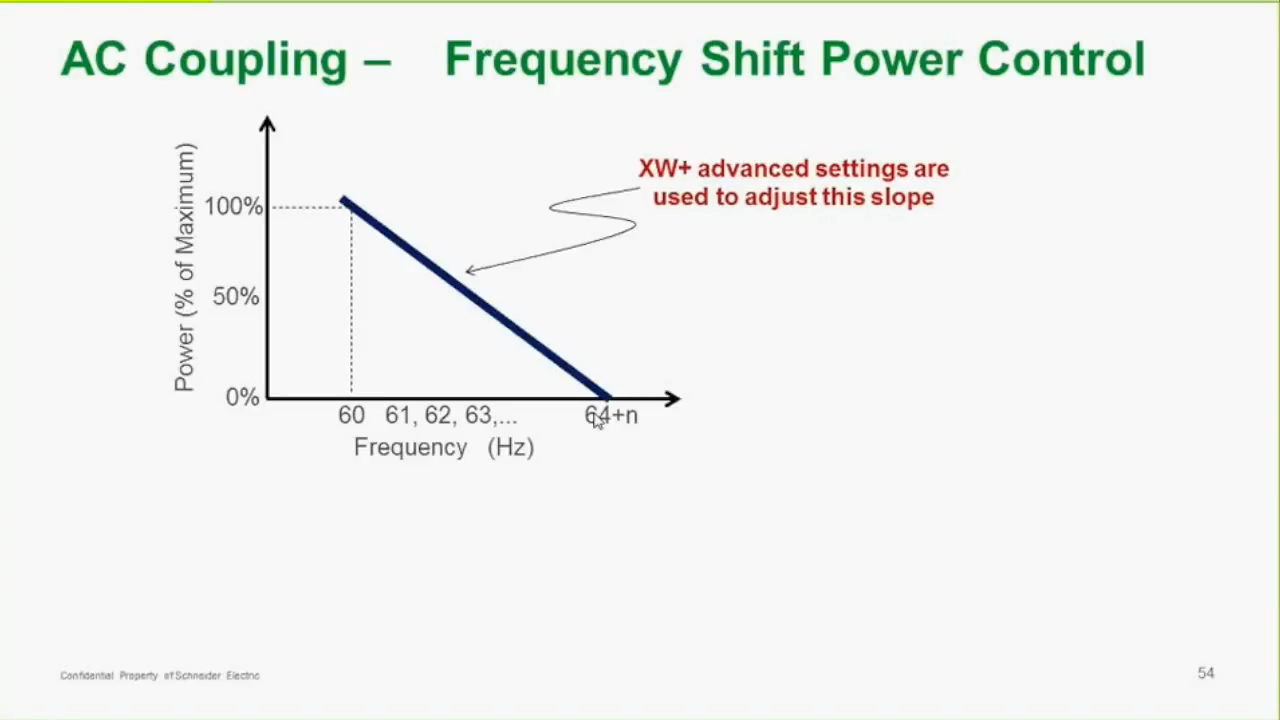 AC Coupling – Frequency Shift Power Control
XW+ advanced settings are
used to adjust this slope
Power (% of Maximum)
100%
50%
0%
60 61, 62, 63,... 64+n
Frequency (Hz)
Confidential Property of Schneider Electric
54